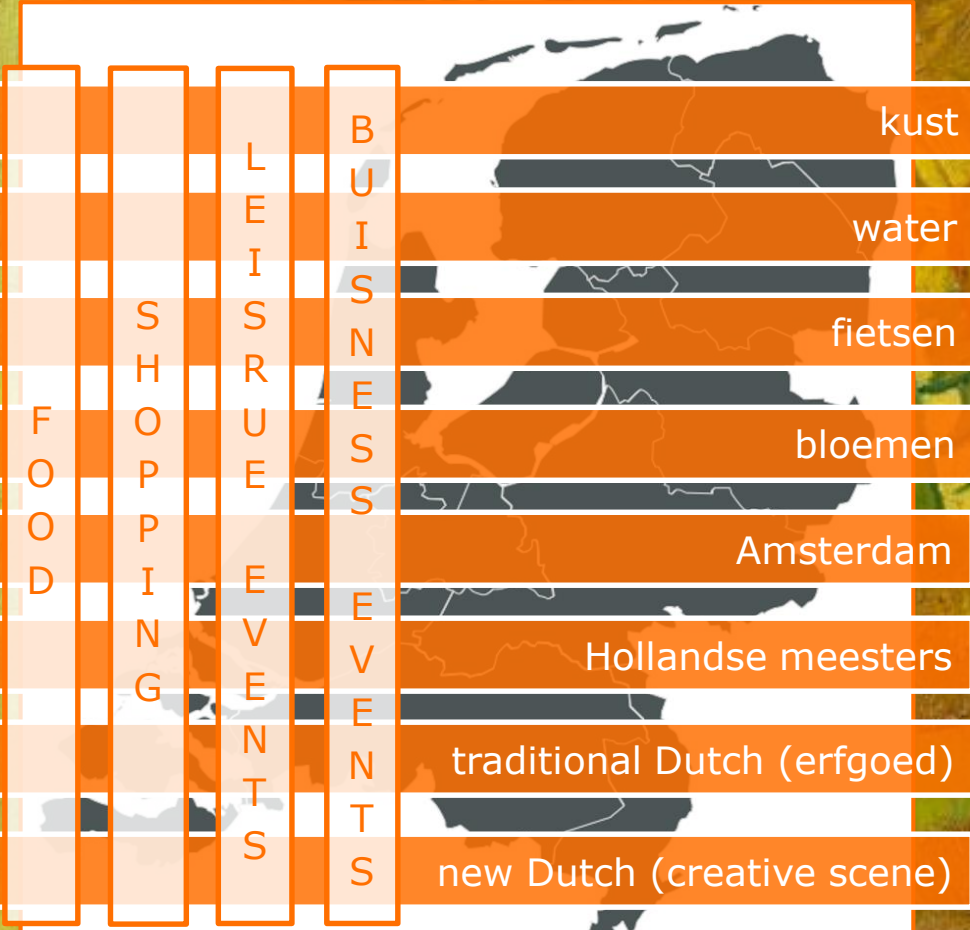 FOOD
SHOPPING
LEISRUE EVENTS
BUISNESS EVENTS
kust
water
fietsen
bloemen
Amsterdam
Hollandse meesters
traditional Dutch (erfgoed)
new Dutch (creative scene)